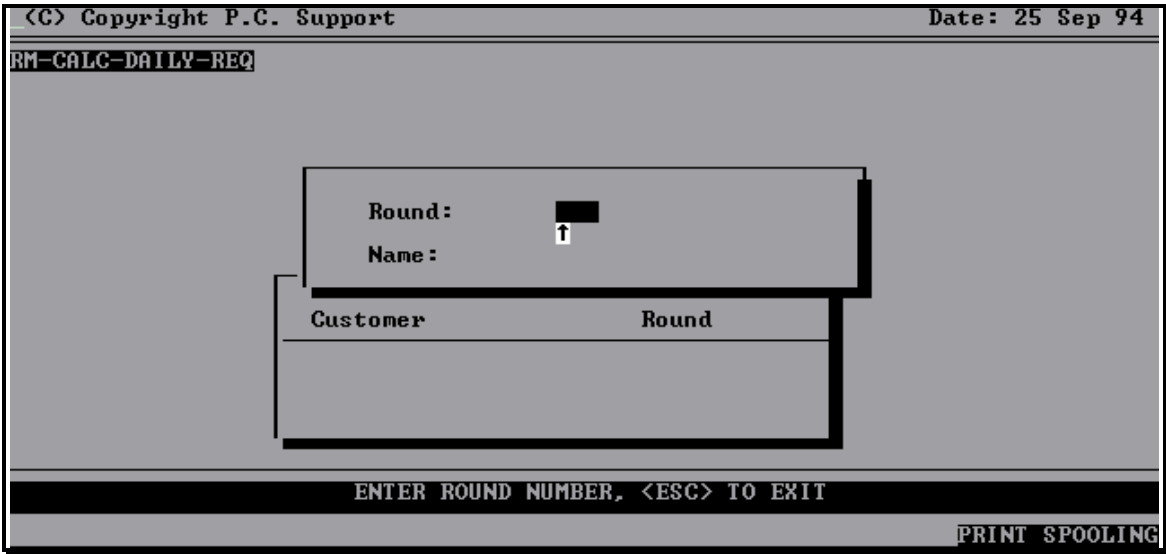 (C) Copyright P.C. Support Date: 25 Sep 94
RM-CALC-DAILY-REQ
Round:
↑
Name:
Customer Round
ENTER ROUND NUMBER, <ESC> TO EXIT
PRINT SPOOLING